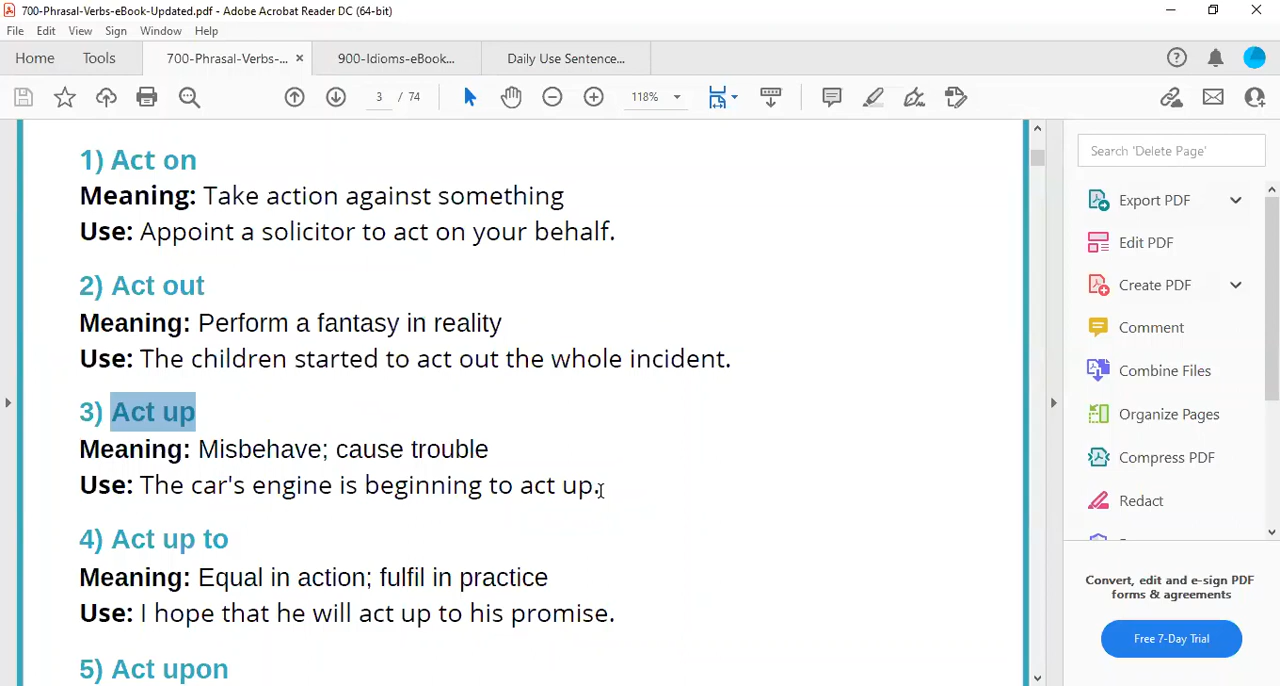 700-Phrasal-Verbs-eBook-Updated.pdf - Adobe Acrobat Reader DC (64-bit)
File Edit View Sign Window Help
Home Tools 700-Phrasal-Verbs-... 900-Idioms-eBook... Daily Use Sentence...
3 / 74 118%
1) Act on
Meaning: Take action against something
Use: Appoint a solicitor to act on your behalf.
2) Act out
Meaning: Perform a fantasy in reality
Use: The children started to act out the whole incident.
3) Act up
Meaning: Misbehave; cause trouble
Use: The car's engine is beginning to act up.
4) Act up to
Meaning: Equal in action; fulfil in practice
Use: I hope that he will act up to his promise.
5) Act upon
Search 'Delete Page'
Export PDF
Edit PDF
Create PDF
Comment
Combine Files
Organize Pages
Compress PDF
Redact
Convert, edit and e-sign PDF
forms & agreements
Free 7-Day Trial